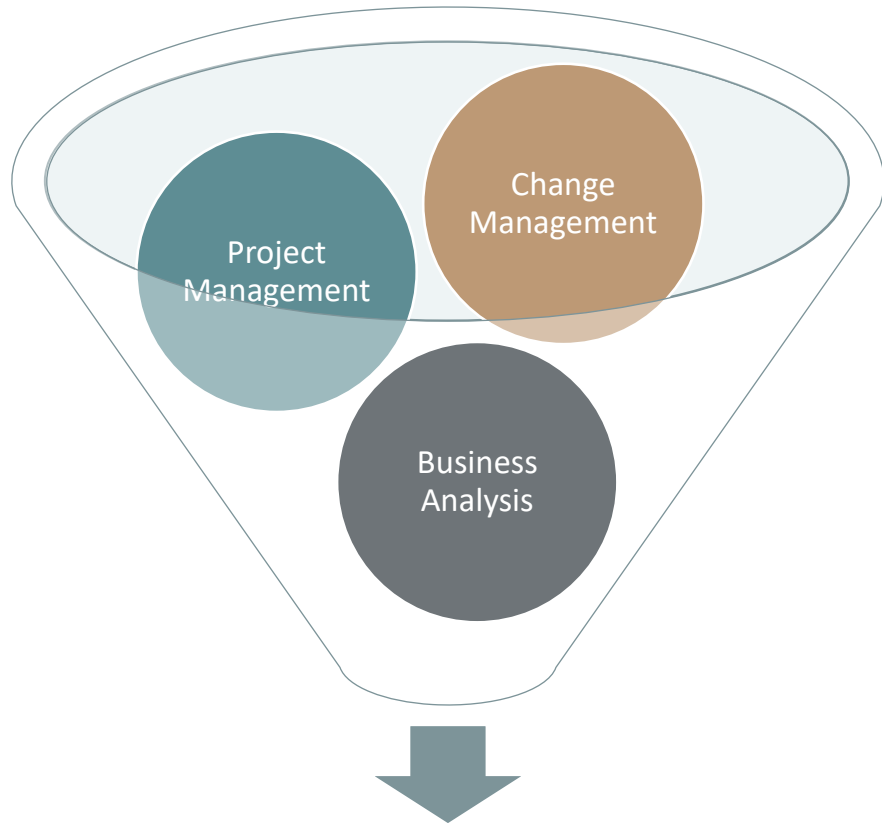 Change
Management
Project
Management
Business
Analysis